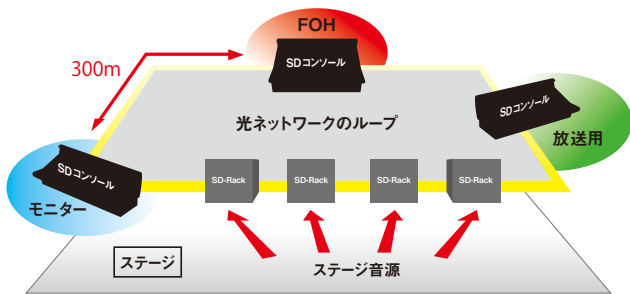 FOH
SDコンソール
300m
SDコンソール
光ネットワークのループ
放送用
SDコンソール
SD-Rack
SD-Rack
SD-Rack
SD-Rack
モニター
ステージ
ステージ音源